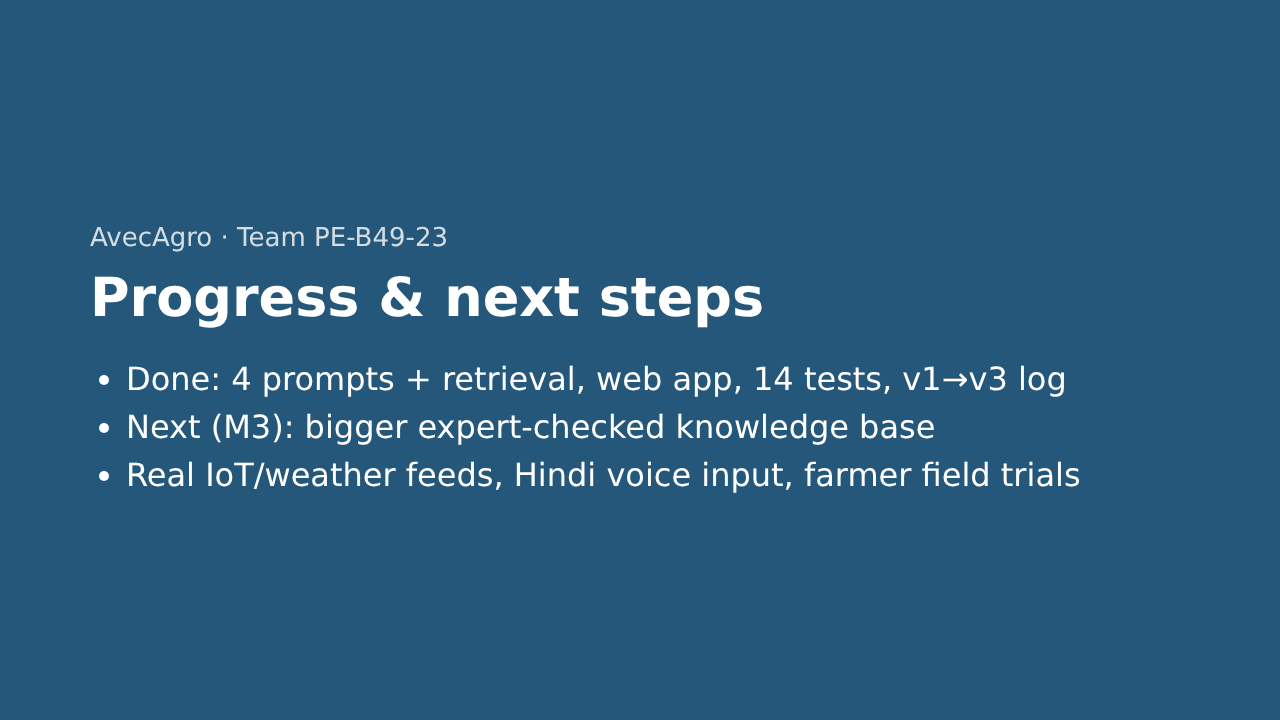 AvecAgro · Team PE-B49-23
Progress & next steps
• Done: 4 prompts + retrieval, web app, 14 tests, v1→v3 log
• Next (M3): bigger expert-checked knowledge base
• Real IoT/weather feeds, Hindi voice input, farmer field trials